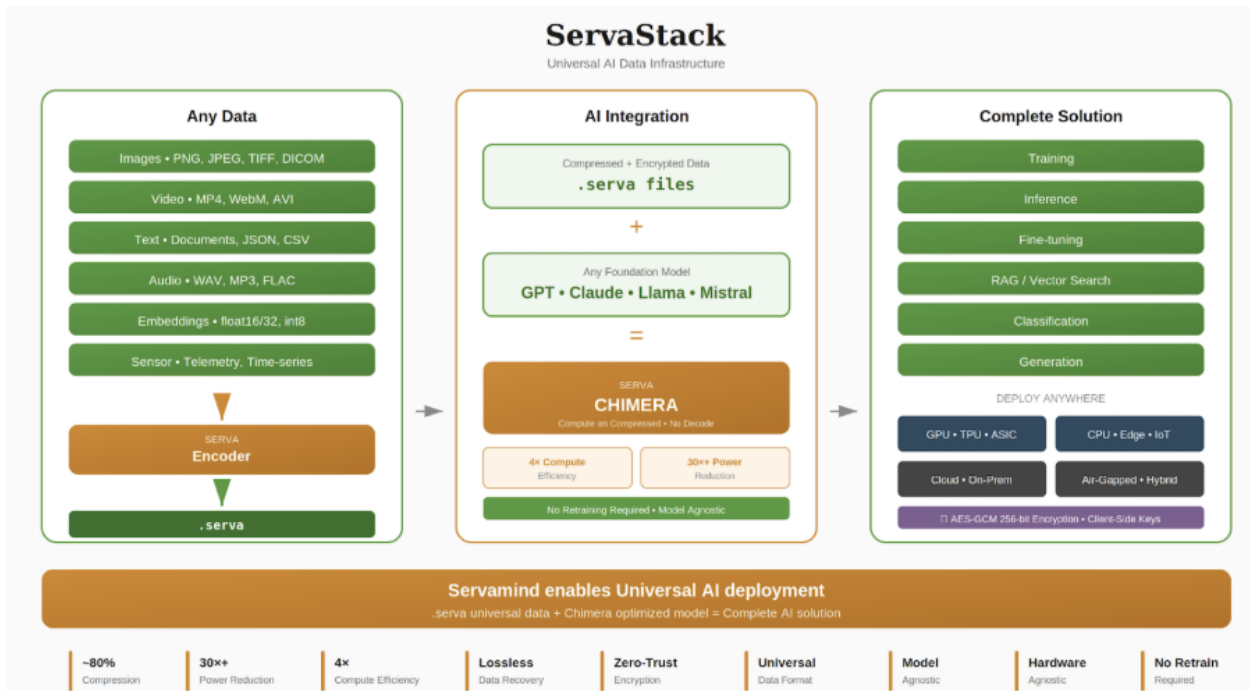 ServaStack
Universal AI Data Infrastructure
Any Data
Images • PNG, JPEG, TIFF, DICOM
Video • MP4, WebM, AVI
Text • Documents, JSON, CSV
Audio • WAV, MP3, FLAC
Embeddings • float16/32, int8
Sensor • Telemetry, Time-series
SERVA
Encoder
.serva
AI Integration
Compressed + Encrypted Data
.serva files
+
Any Foundation Model
GPT • Claude • Llama • Mistral
=
SERVA
CHIMERA
Compute on Compressed • No Decode
4× Compute
Efficiency
30×+ Power
Reduction
No Retraining Required • Model Agnostic
Complete Solution
Training
Inference
Fine-tuning
RAG / Vector Search
Classification
Generation
DEPLOY ANYWHERE
GPU • TPU • ASIC
CPU • Edge • IoT
Cloud • On-Prem
Air-Gapped • Hybrid
AES-GCM 256-bit Encryption • Client-Side Keys
Servamind enables Universal AI deployment
.serva universal data + Chimera optimized model = Complete AI solution
~80%
Compression
30×+
Power Reduction
4×
Compute Efficiency
Lossless
Data Recovery
Zero-Trust
Encryption
Universal
Data Format
Model
Agnostic
Hardware
Agnostic
No Retrain
Required